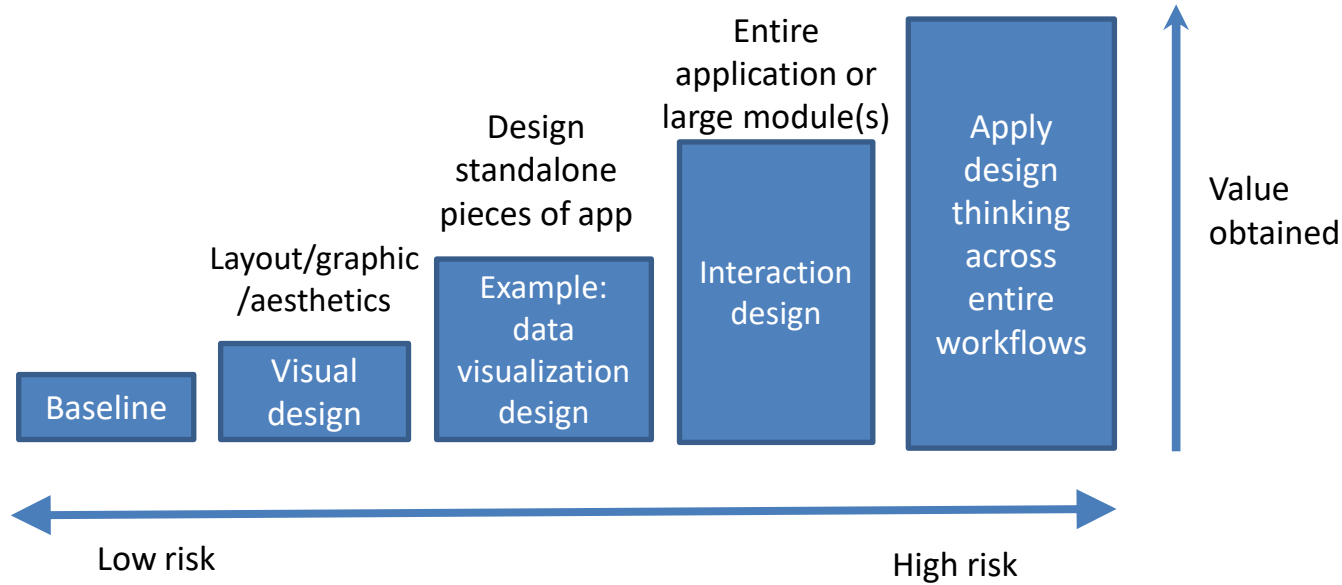 Baseline
Layout/graphic
/aesthetics
Visual
design
Design
standalone
pieces of app
Example:
data
visualization
design
Entire
application or
large module(s)
Interaction
design
Apply
design
thinking
across
entire
workflows
Value
obtained
Low risk
High risk